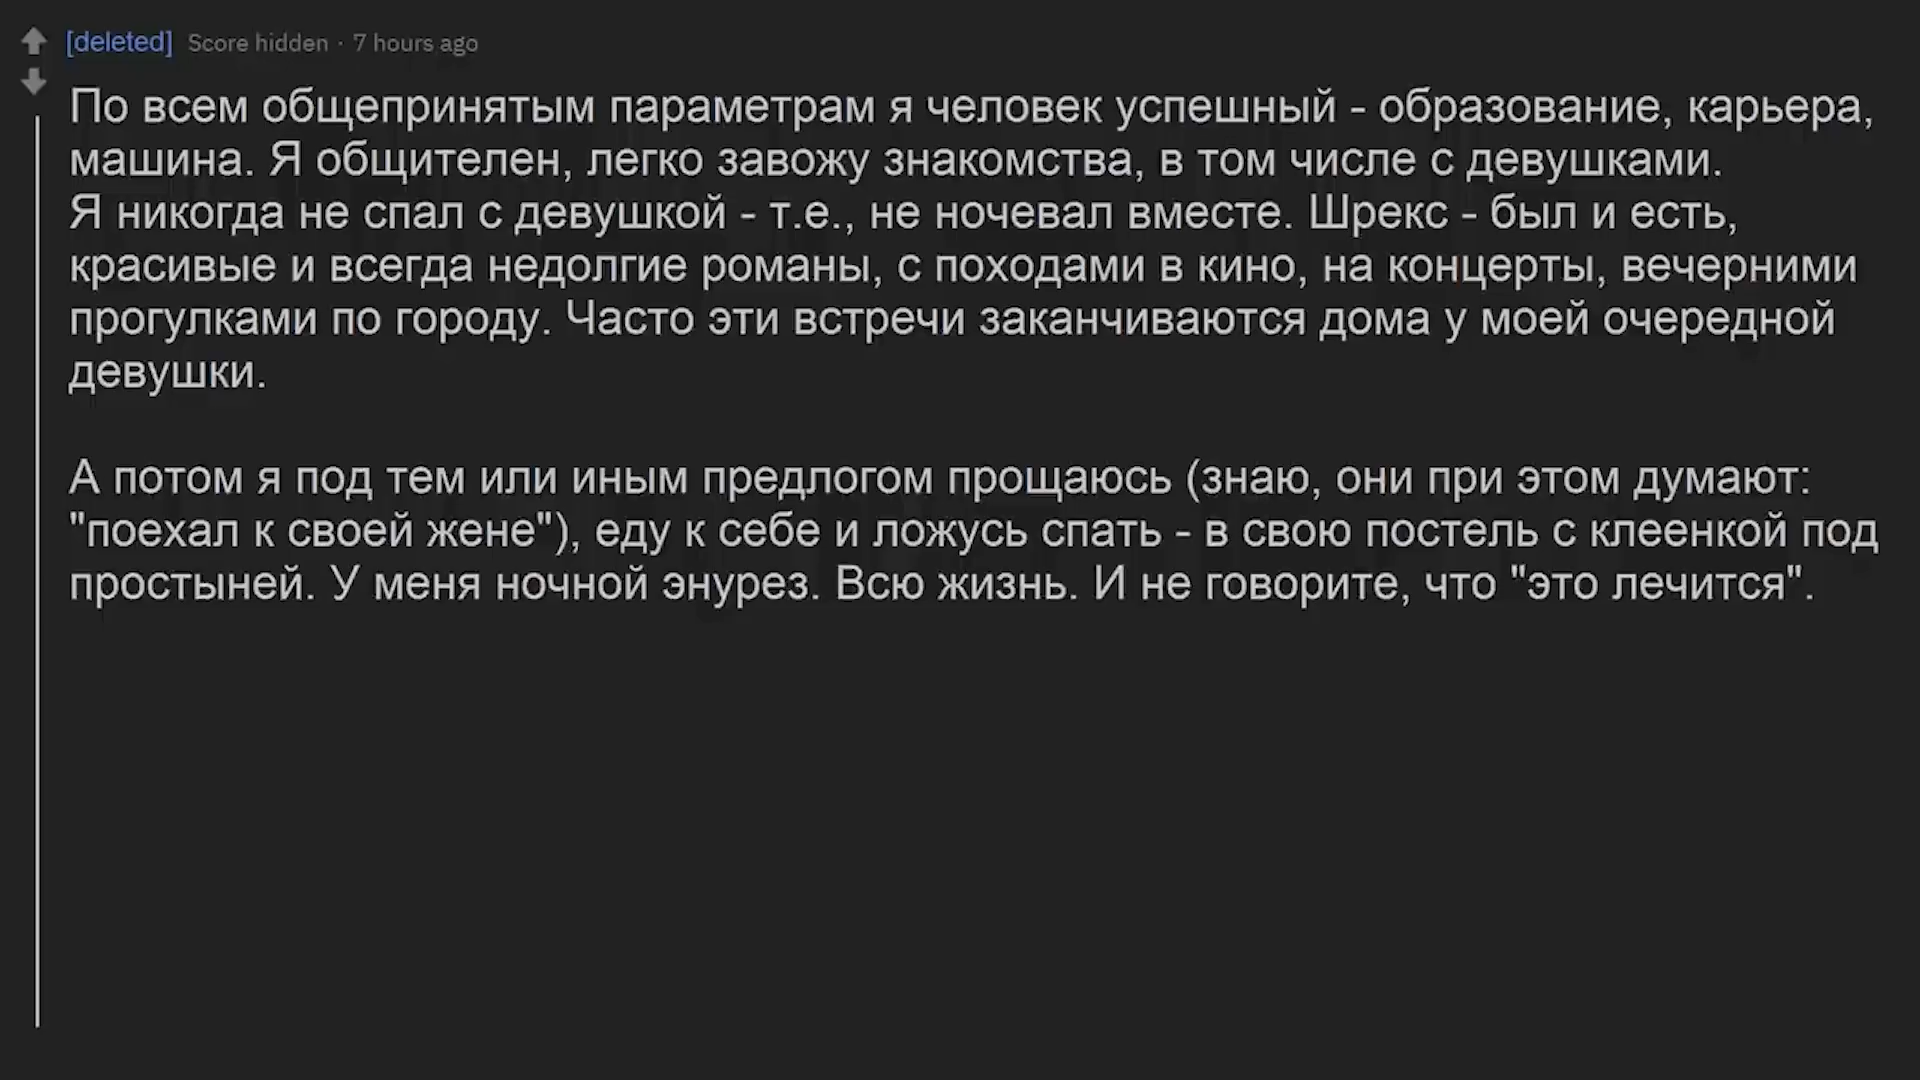 [deleted] Score hidden · 7 hours ago
По всем общепринятым параметрам я человек успешный - образование, карьера,
машина. Я общителен, легко завожу знакомства, в том числе с девушками.
Я никогда не спал с девушкой - т.е., не ночевал вместе. Шрекс - был и есть,
красивые и всегда недолгие романы, с походами в кино, на концерты, вечерними
прогулками по городу. Часто эти встречи заканчиваются дома у моей очередной
девушки.
А потом я под тем или иным предлогом прощаюсь (знаю, они при этом думают:
"поехал к своей жене"), еду к себе и ложусь спать - в свою постель с клеенкой под
простыней. У меня ночной энурез. Всю жизнь. И не говорите, что "это лечится".